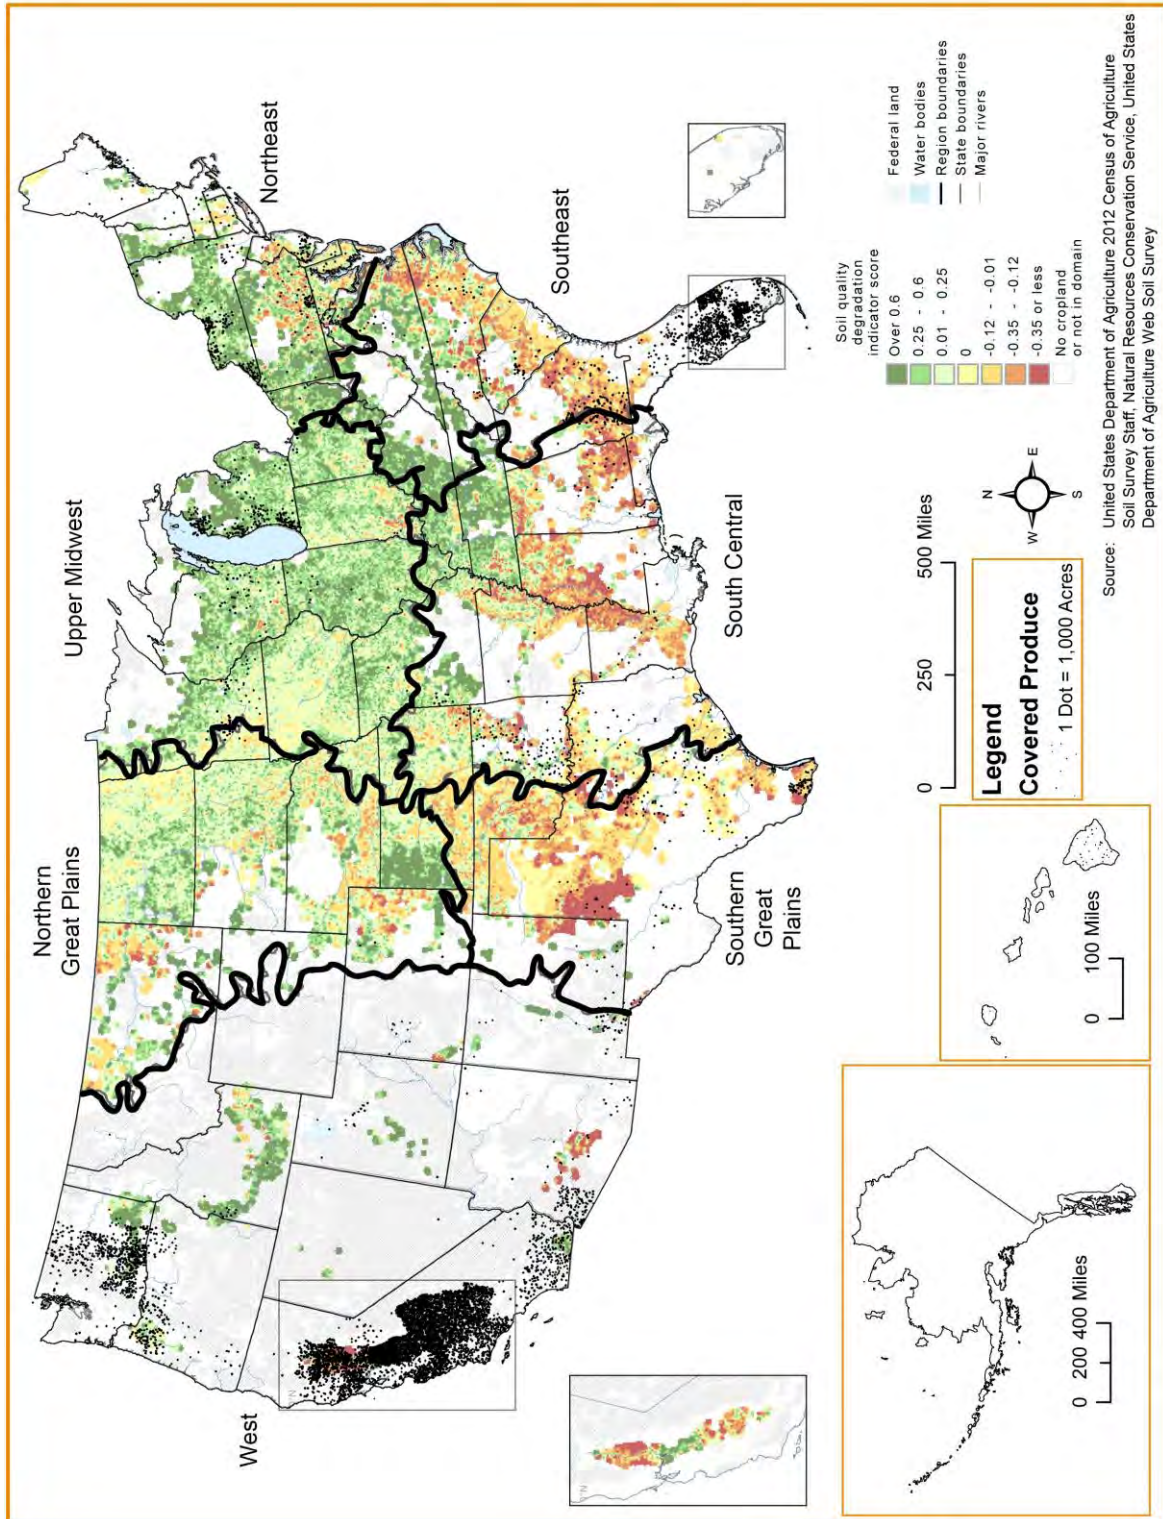 Northern
Great Plains
Upper Midwest
Northeast
West
Southern
Great
Plains
South Central
Southeast
Soil quality
degradation
indicator score
Over 0.6
0.25 - 0.6
0.01 - 0.25
0
-0.12 - -0.01
-0.35 - -0.12
-0.35 or less
No cropland
or not in domain
Federal land
Water bodies
Region boundaries
State boundaries
Major rivers
N
W
E
S
0 250 500 Miles
Legend
Covered Produce
1 Dot = 1,000 Acres
0 100 Miles
0 200 400 Miles
Source: United States Department of Agriculture 2012 Census of Agriculture
Soil Survey Staff, Natural Resources Conservation Service, United States
Department of Agriculture Web Soil Survey